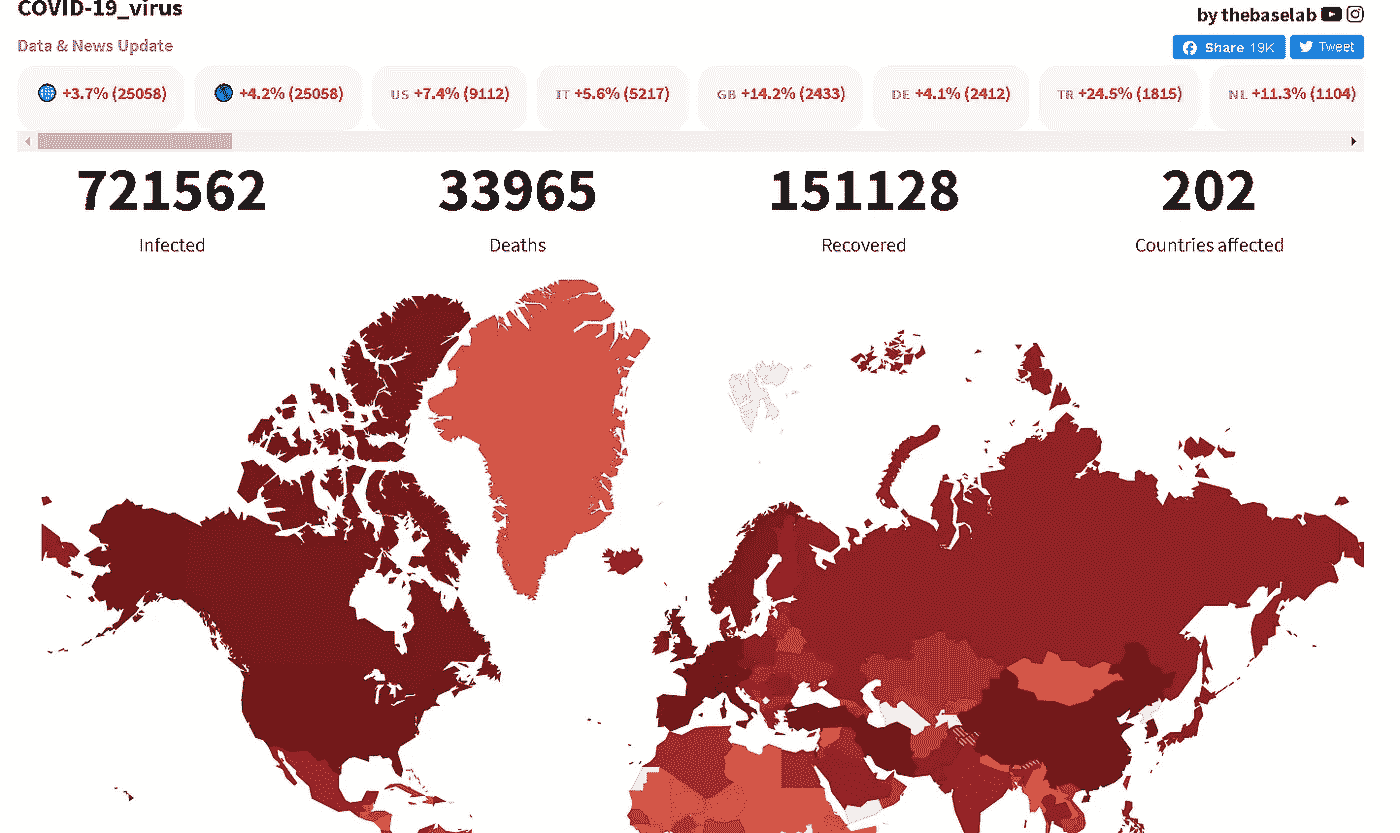 COVID-19_virus
by thebaselab
Data & News Update
Share 19K
Tweet
+3.7% (25058)
+4.2% (25058)
US +7.4% (9112)
IT +5.6% (5217)
GB +14.2% (2433)
DE +4.1% (2412)
TR +24.5% (1815)
NL +11.3% (1104)
721562
33965
151128
202
Infected
Deaths
Recovered
Countries affected